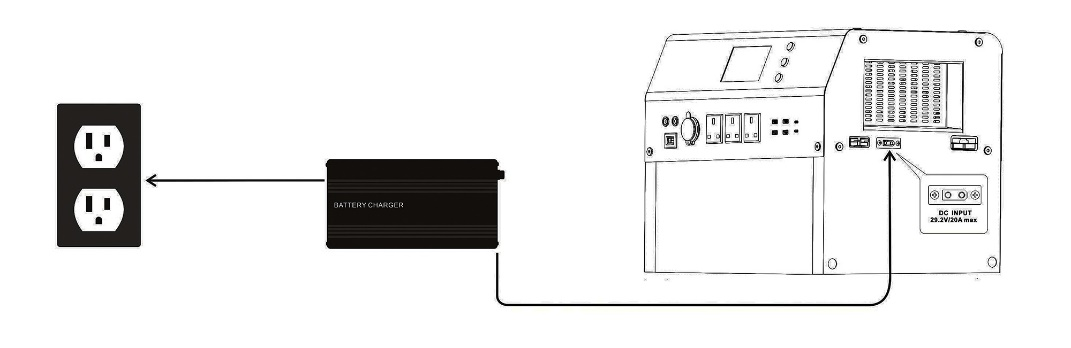 BATTERY CHARGER
DC INPUT
29.2V/20A max